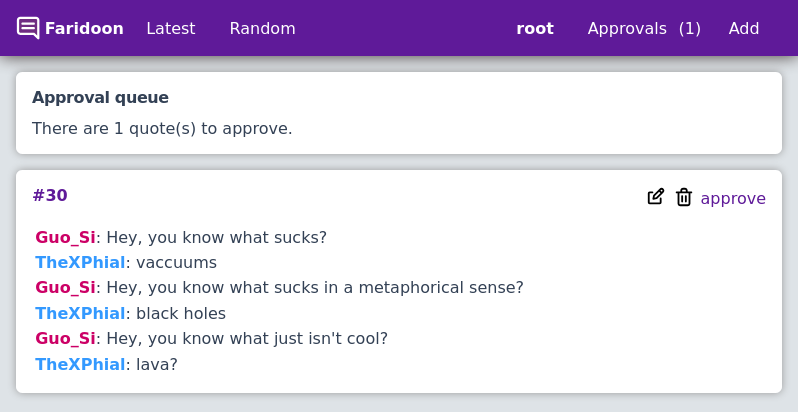 Faridoon Latest Random root Approvals (1) Add
Approval queue
There are 1 quote(s) to approve.
#30 approve
Guo_Si: Hey, you know what sucks?
TheXPhial: vaccuums
Guo_Si: Hey, you know what sucks in a metaphorical sense?
TheXPhial: black holes
Guo_Si: Hey, you know what just isn't cool?
TheXPhial: lava?